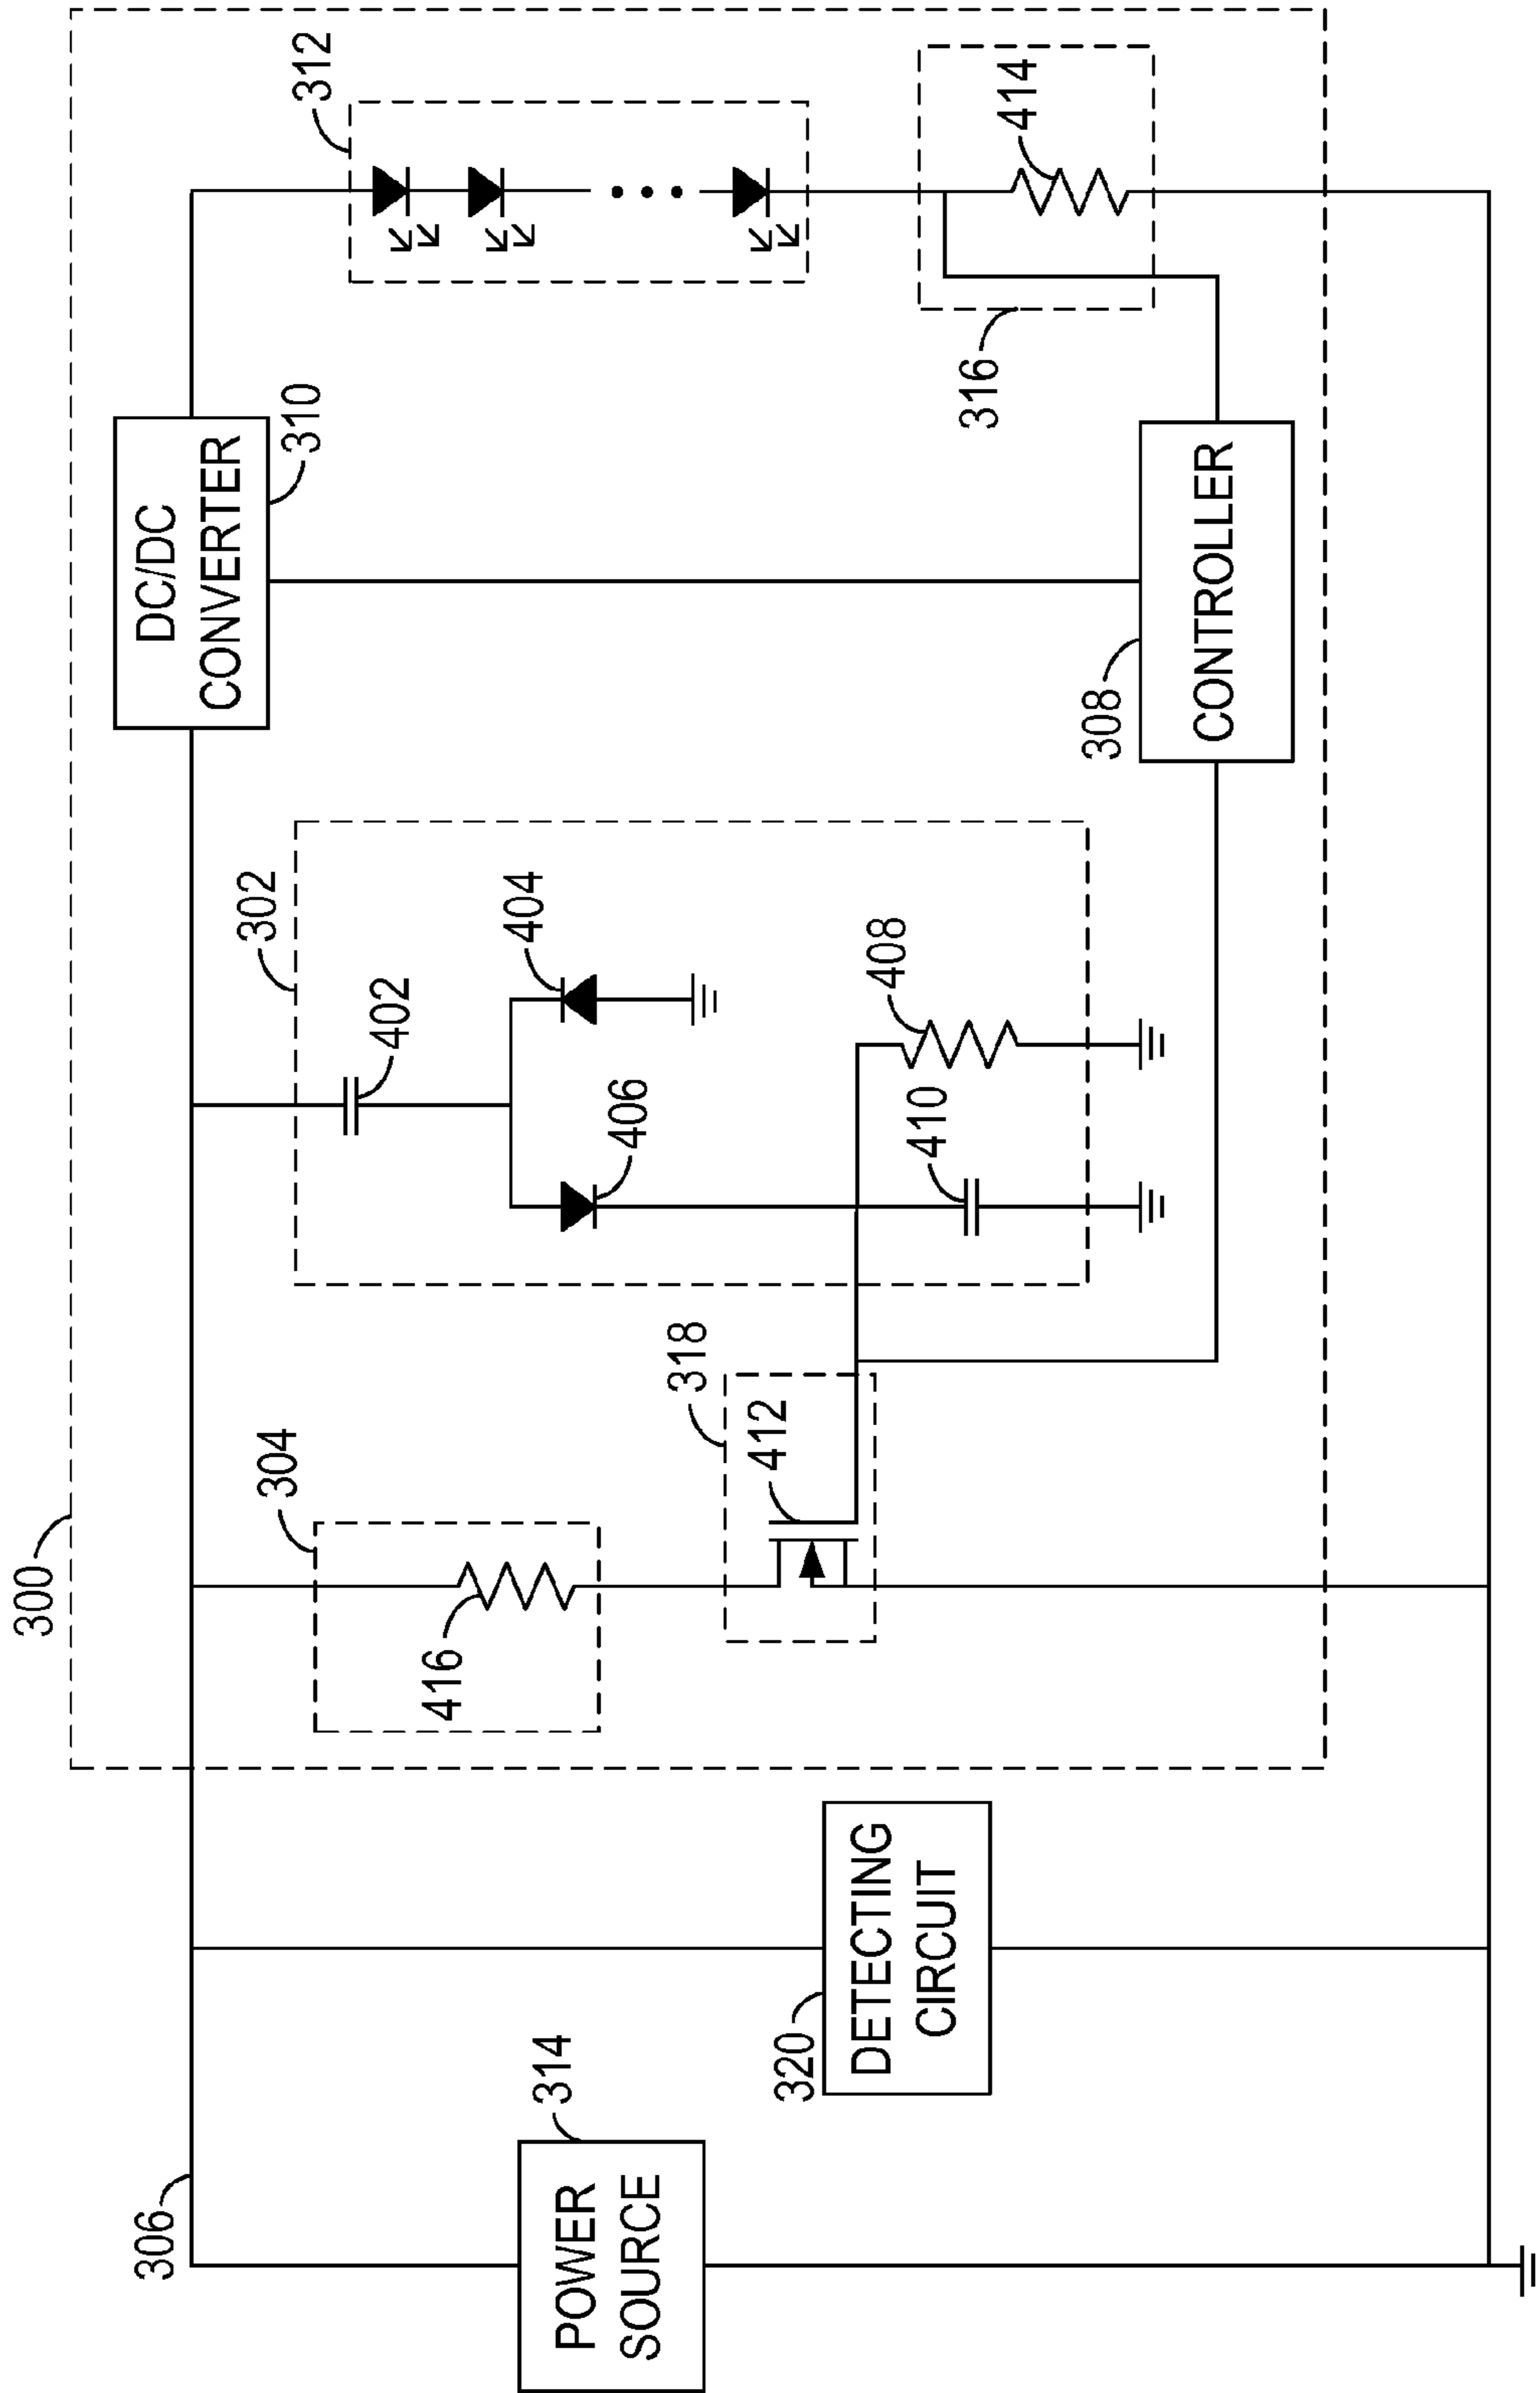 300
306
POWER
SOURCE
314
DETECTING
CIRCUIT
320
304
416
318
412
302
402
404
406
408
410
DC/DC
CONVERTER
310
CONTROLLER
308
312
316
414